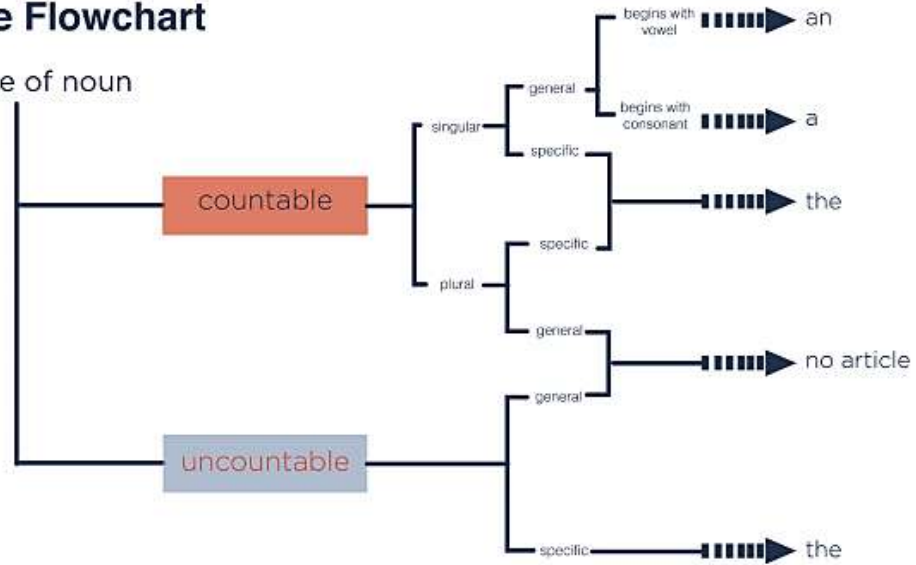 e Flowchart
e of noun
begins with
vowel
an
general
begins with
consonant
a
singular
specific
countable
the
specific
plural
general
no article
general
uncountable
specific
the